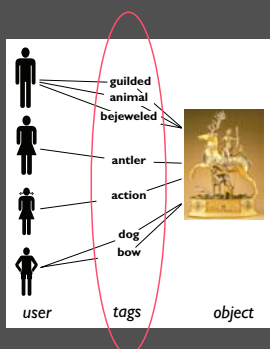 guilded
animal
bejeweled
antler
action
dog
bow
user tags object